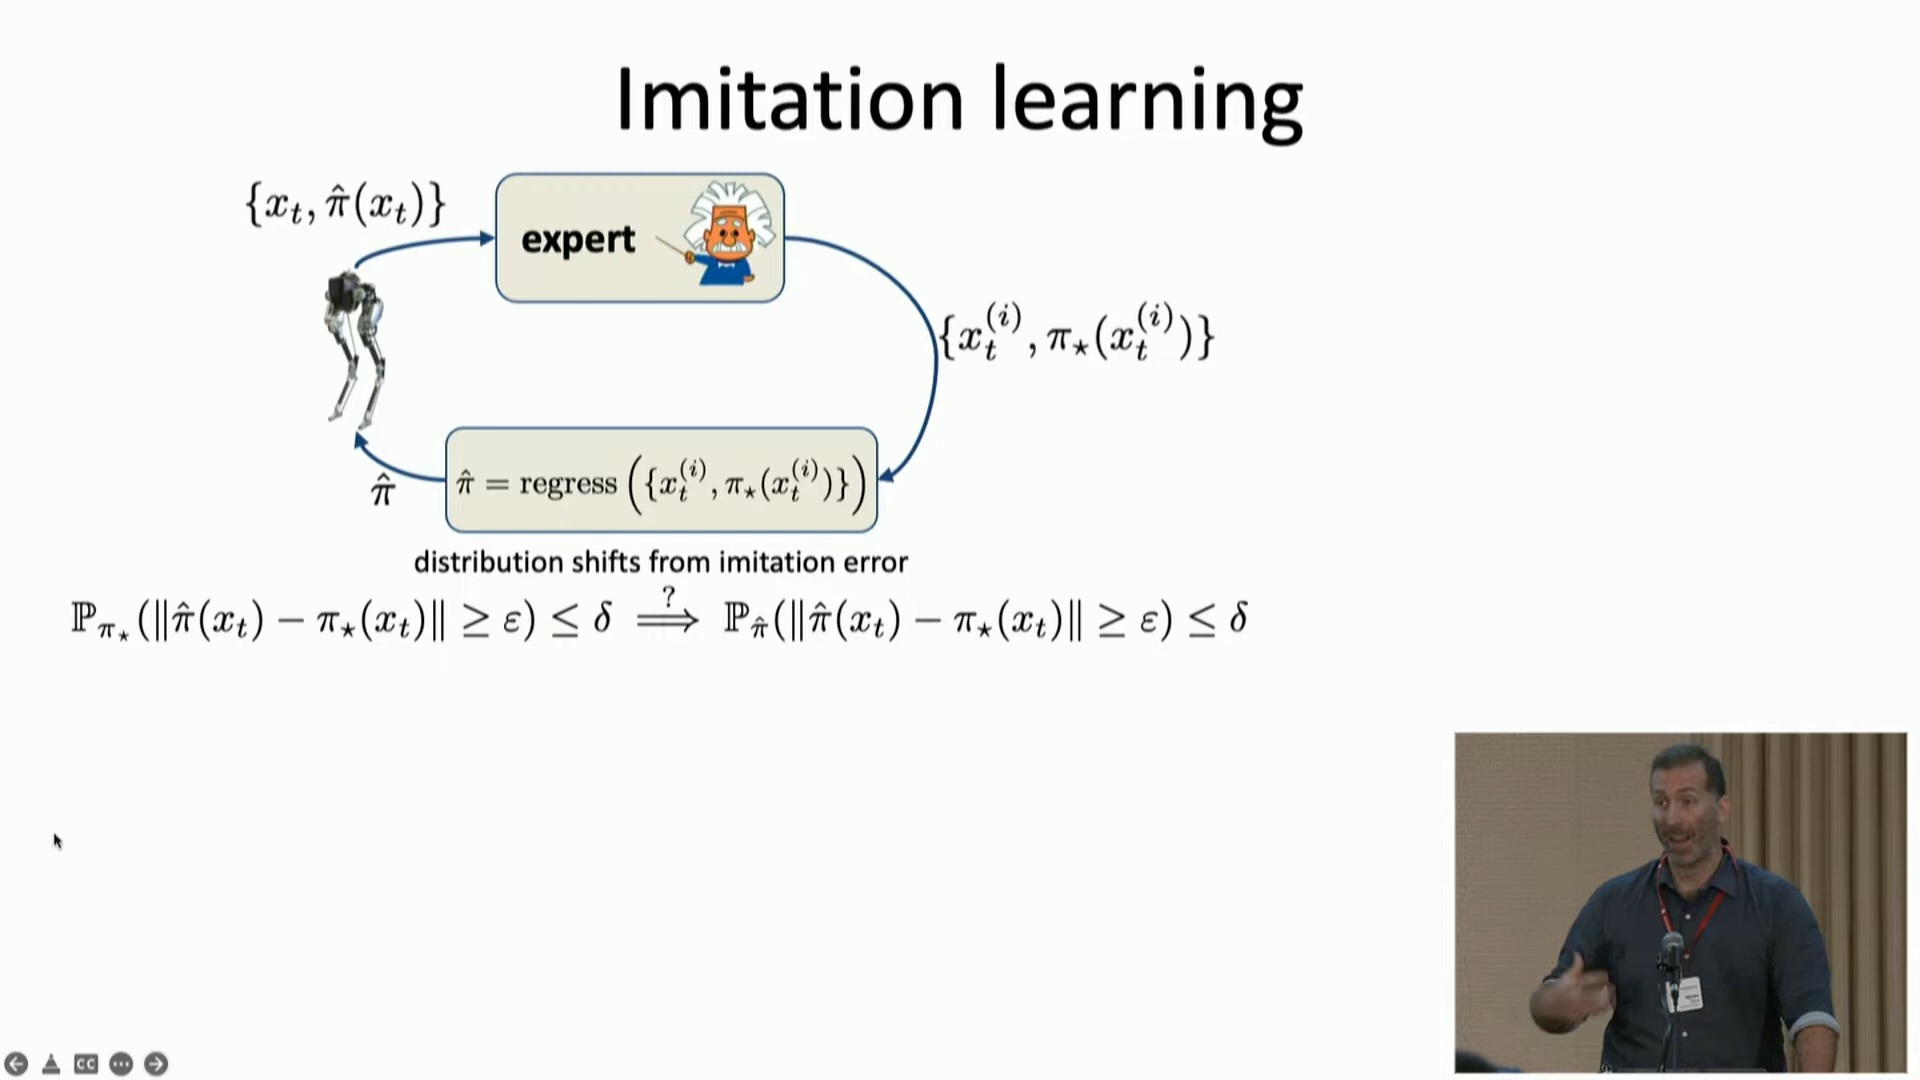 Imitation learning
{x_t, π̂(x_t)}
expert
{x_t^{(i)}, π_⋆(x_t^{(i)})}
π̂ = regress ({x_t^{(i)}, π_⋆(x_t^{(i)})})
π̂
distribution shifts from imitation error
ℙ_{π_⋆}(‖π̂(x_t) − π_⋆(x_t)‖ ≥ ε) ≤ δ ⟹^? ℙ_{π̂}(‖π̂(x_t) − π_⋆(x_t)‖ ≥ ε) ≤ δ
CC